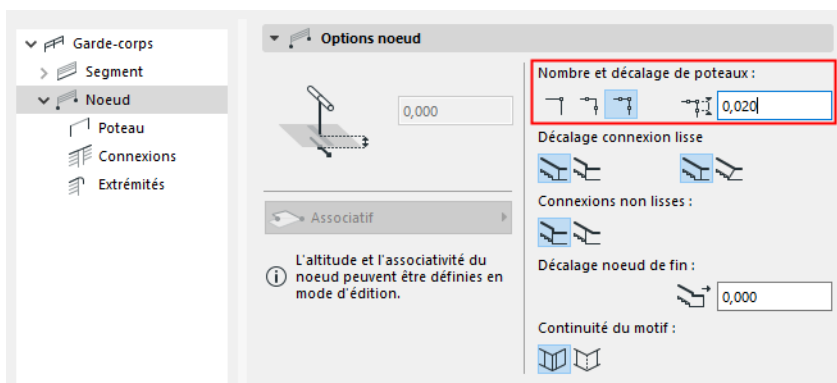 Garde-corps
Segment
Noeud
Poteau
Connexions
Extrémités
Options noeud
0,000
Associatif
L'altitude et l'associativité du
noeud peuvent être définies en
mode d'édition.
Nombre et décalage de poteaux :
0,020
Décalage connexion lisse
Connexions non lisses :
Décalage noeud de fin :
0,000
Continuité du motif :